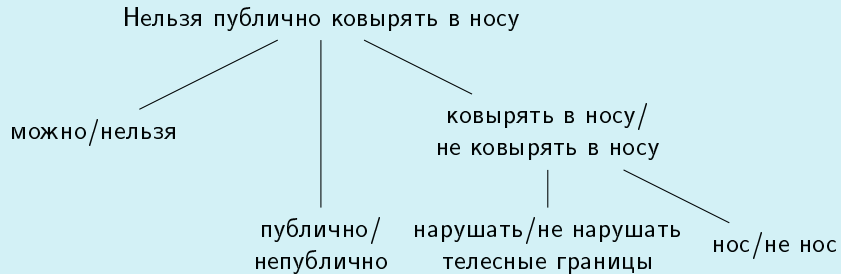 Нельзя публично ковырять в носу
можно/нельзя
ковырять в носу/
не ковырять в носу
публично/
непублично
нарушать/не нарушать
телесные границы
нос/не нос